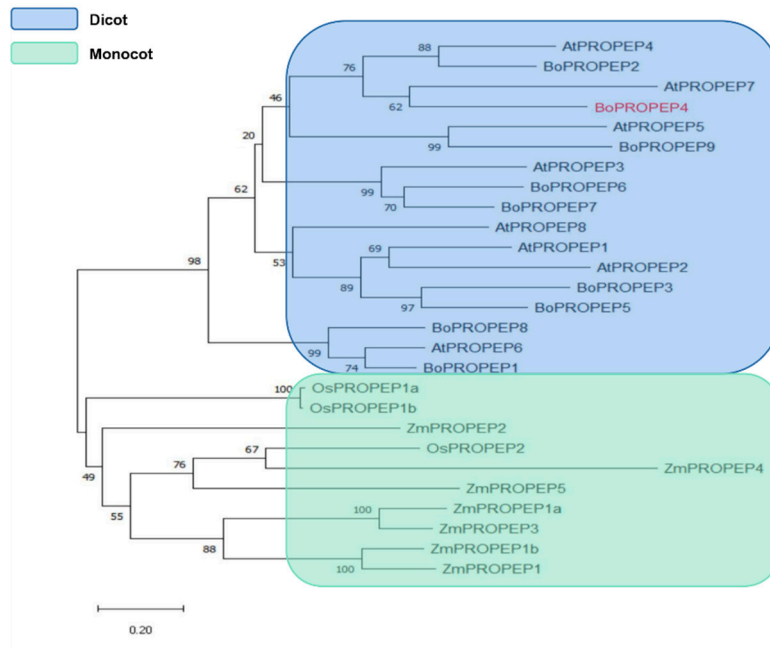 Dicot
Monocot
88
AtPROPEP4
76
BoPROPEP2
46
AtPROPEP7
62
BoPROPEP4
20
AtPROPEP5
99
BoPROPEP9
AtPROPEP3
99
BoPROPEP6
62
70
BoPROPEP7
AtPROPEP8
69
AtPROPEP1
98
53
AtPROPEP2
89
BoPROPEP3
97
BoPROPEP5
BoPROPEP8
99
AtPROPEP6
74
BoPROPEP1
100
OsPROPEP1a
OsPROPEP1b
ZmPROPEP2
67
OsPROPEP2
49
76
ZmPROPEP4
ZmPROPEP5
55
100
ZmPROPEP1a
ZmPROPEP3
88
ZmPROPEP1b
100
ZmPROPEP1
0.20